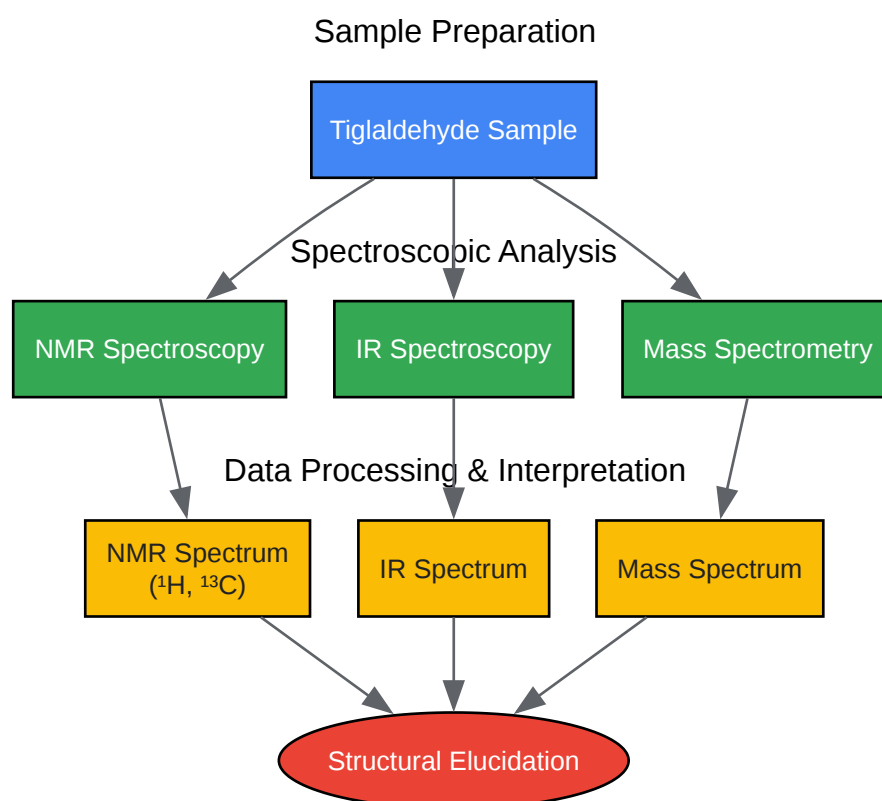 Sample Preparation
Tiglaldehyde Sample
Spectroscopic Analysis
NMR Spectroscopy
IR Spectroscopy
Mass Spectrometry
Data Processing & Interpretation
NMR Spectrum
(¹H, ¹³C)
IR Spectrum
Mass Spectrum
Structural Elucidation